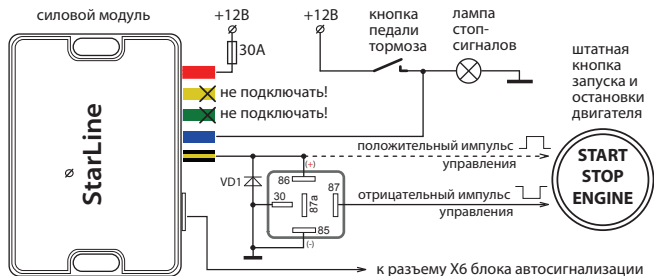 силовой модуль
+12В
+12В
кнопка
педали
тормоза
лампа
стоп-
сигналов
30А
не подключать!
не подключать!
штатная
кнопка
запуска и
остановки
двигателя
StarLine
положительный импульс
управления
START
STOP
ENGINE
VD1
(+)
86
87
30
87а
85
(-)
отрицательный импульс
управления
к разъему Х6 блока автосигнализации